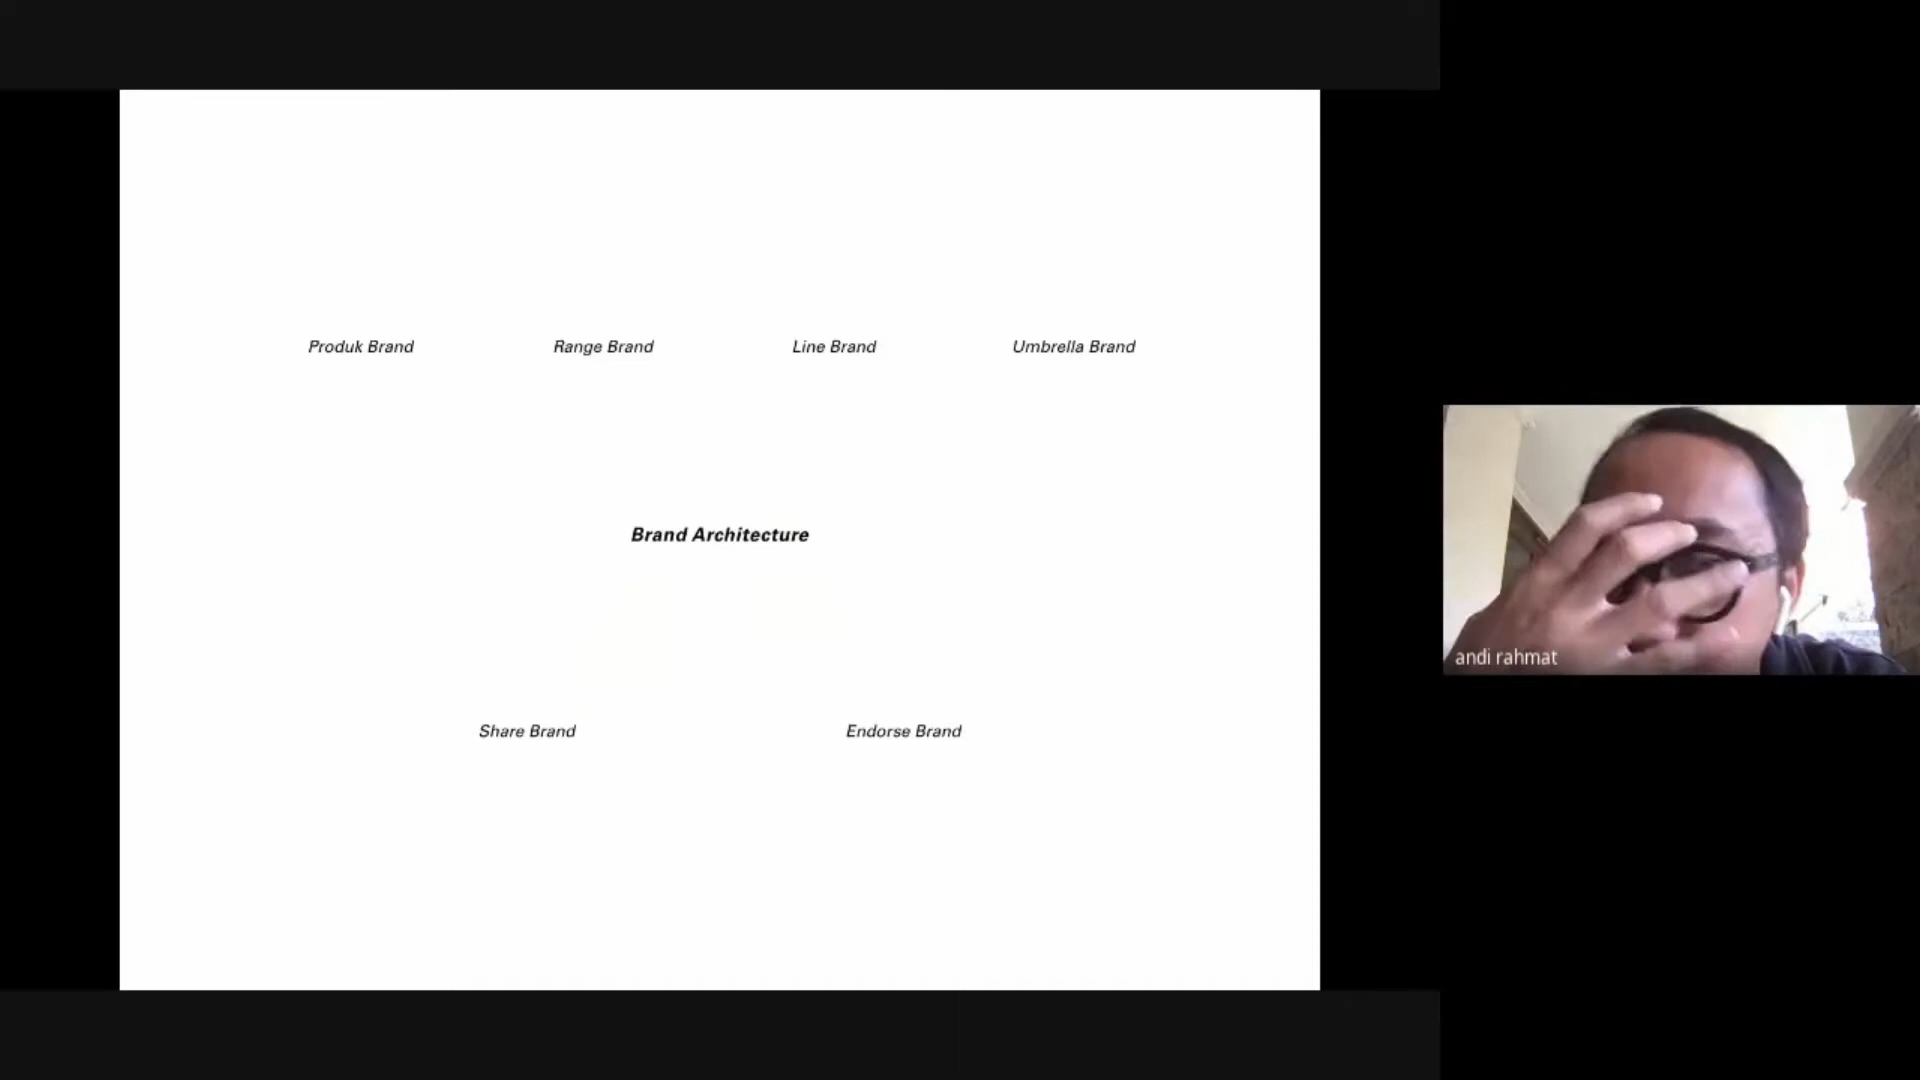 Produk Brand
Range Brand
Line Brand
Umbrella Brand
Brand Architecture
Share Brand
Endorse Brand
andi rahmat